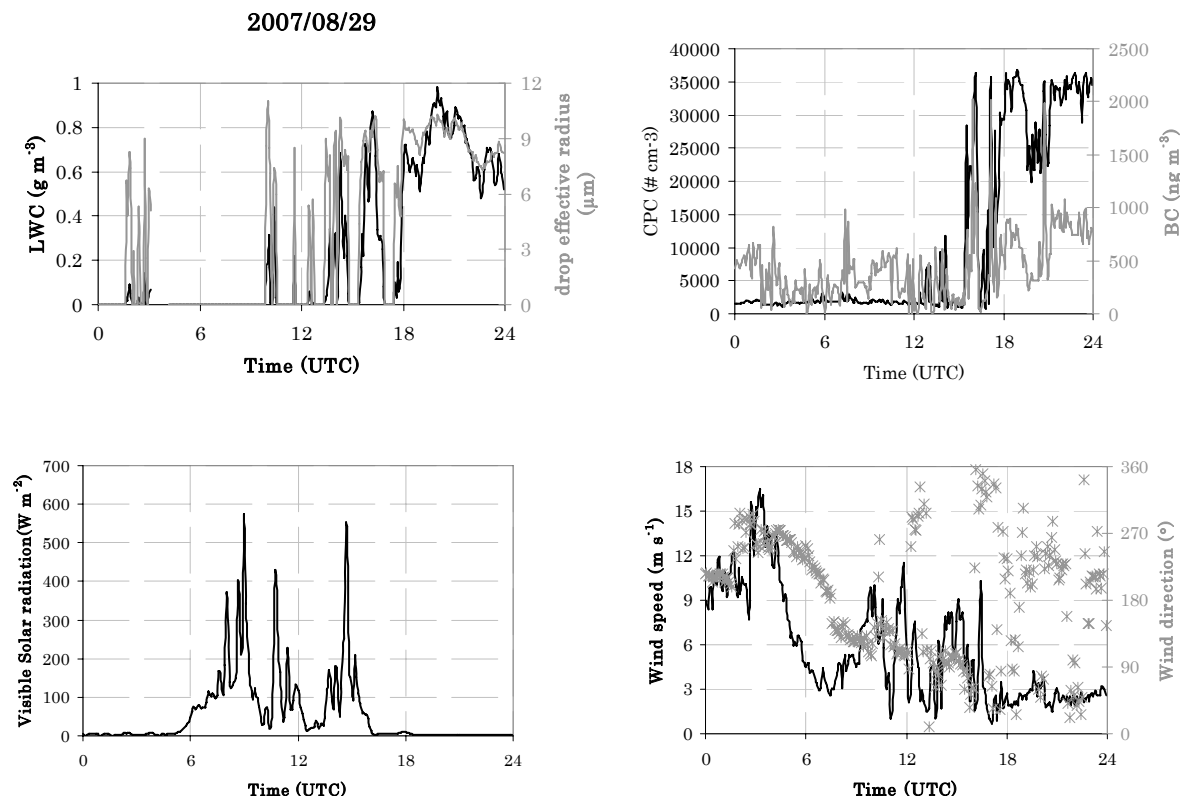 2007/08/29
LWC (g m-3)
1
0.8
0.6
0.4
0.2
0
12
9
6
3
0
drop effective radius
(µm)
0 6 12 18 24
Time (UTC)
CPC (# cm-3)
40000
35000
30000
25000
20000
15000
10000
5000
0
2500
2000
1500
1000
500
0
BC (ng m-3)
0 6 12 18 24
Time (UTC)
Visible Solar radiation(W m-2)
700
600
500
400
300
200
100
0
0 6 12 18 24
Time (UTC)
Wind speed (m s-1)
18
15
12
9
6
3
0
360
270
180
90
0
Wind direction (°)
0 6 12 18 24
Time (UTC)